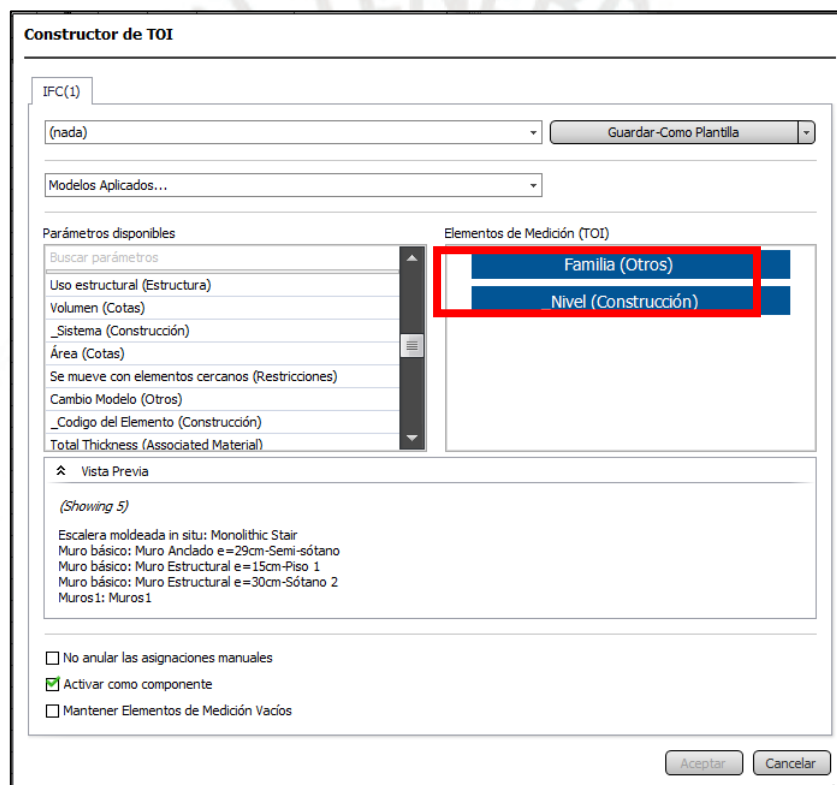 Constructor de TOI
IFC(1)
(nada)
Guardar-Como Plantilla
Modelos Aplicados...
Parámetros disponibles
Elementos de Medición (TOI)
Buscar parámetros
Uso estructural (Estructura)
Volumen (Cotas)
_Sistema (Construcción)
Área (Cotas)
Se mueve con elementos cercanos (Restricciones)
Cambio Modelo (Otros)
_Codigo del Elemento (Construcción)
Total Thickness (Associated Material)
Familia (Otros)
_Nivel (Construcción)
Vista Previa
(Showing 5)
Escalera moldeada in situ: Monolithic Stair
Muro básico: Muro Anclado e=29cm-Semi-sótano
Muro básico: Muro Estructural e=15cm-Piso 1
Muro básico: Muro Estructural e=30cm-Sótano 2
Muros1: Muros1
No anular las asignaciones manuales
Activar como componente
Mantener Elementos de Medición Vacíos
Aceptar
Cancelar